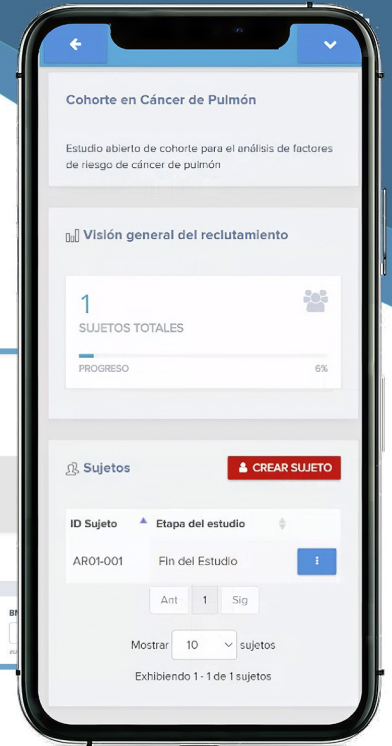 Cohorte en Cáncer de Pulmón
Estudio abierto de cohorte para el análisis de factores
de riesgo de cáncer de pulmón
Visión general del reclutamiento
1
SUJETOS TOTALES
PROGRESO 6%
Sujetos
CREAR SUJETO
ID Sujeto Etapa del estudio
AR01-001 Fin del Estudio
Ant 1 Sig
Mostrar 10 sujetos
Exhibiendo 1 - 1 de 1 sujetos